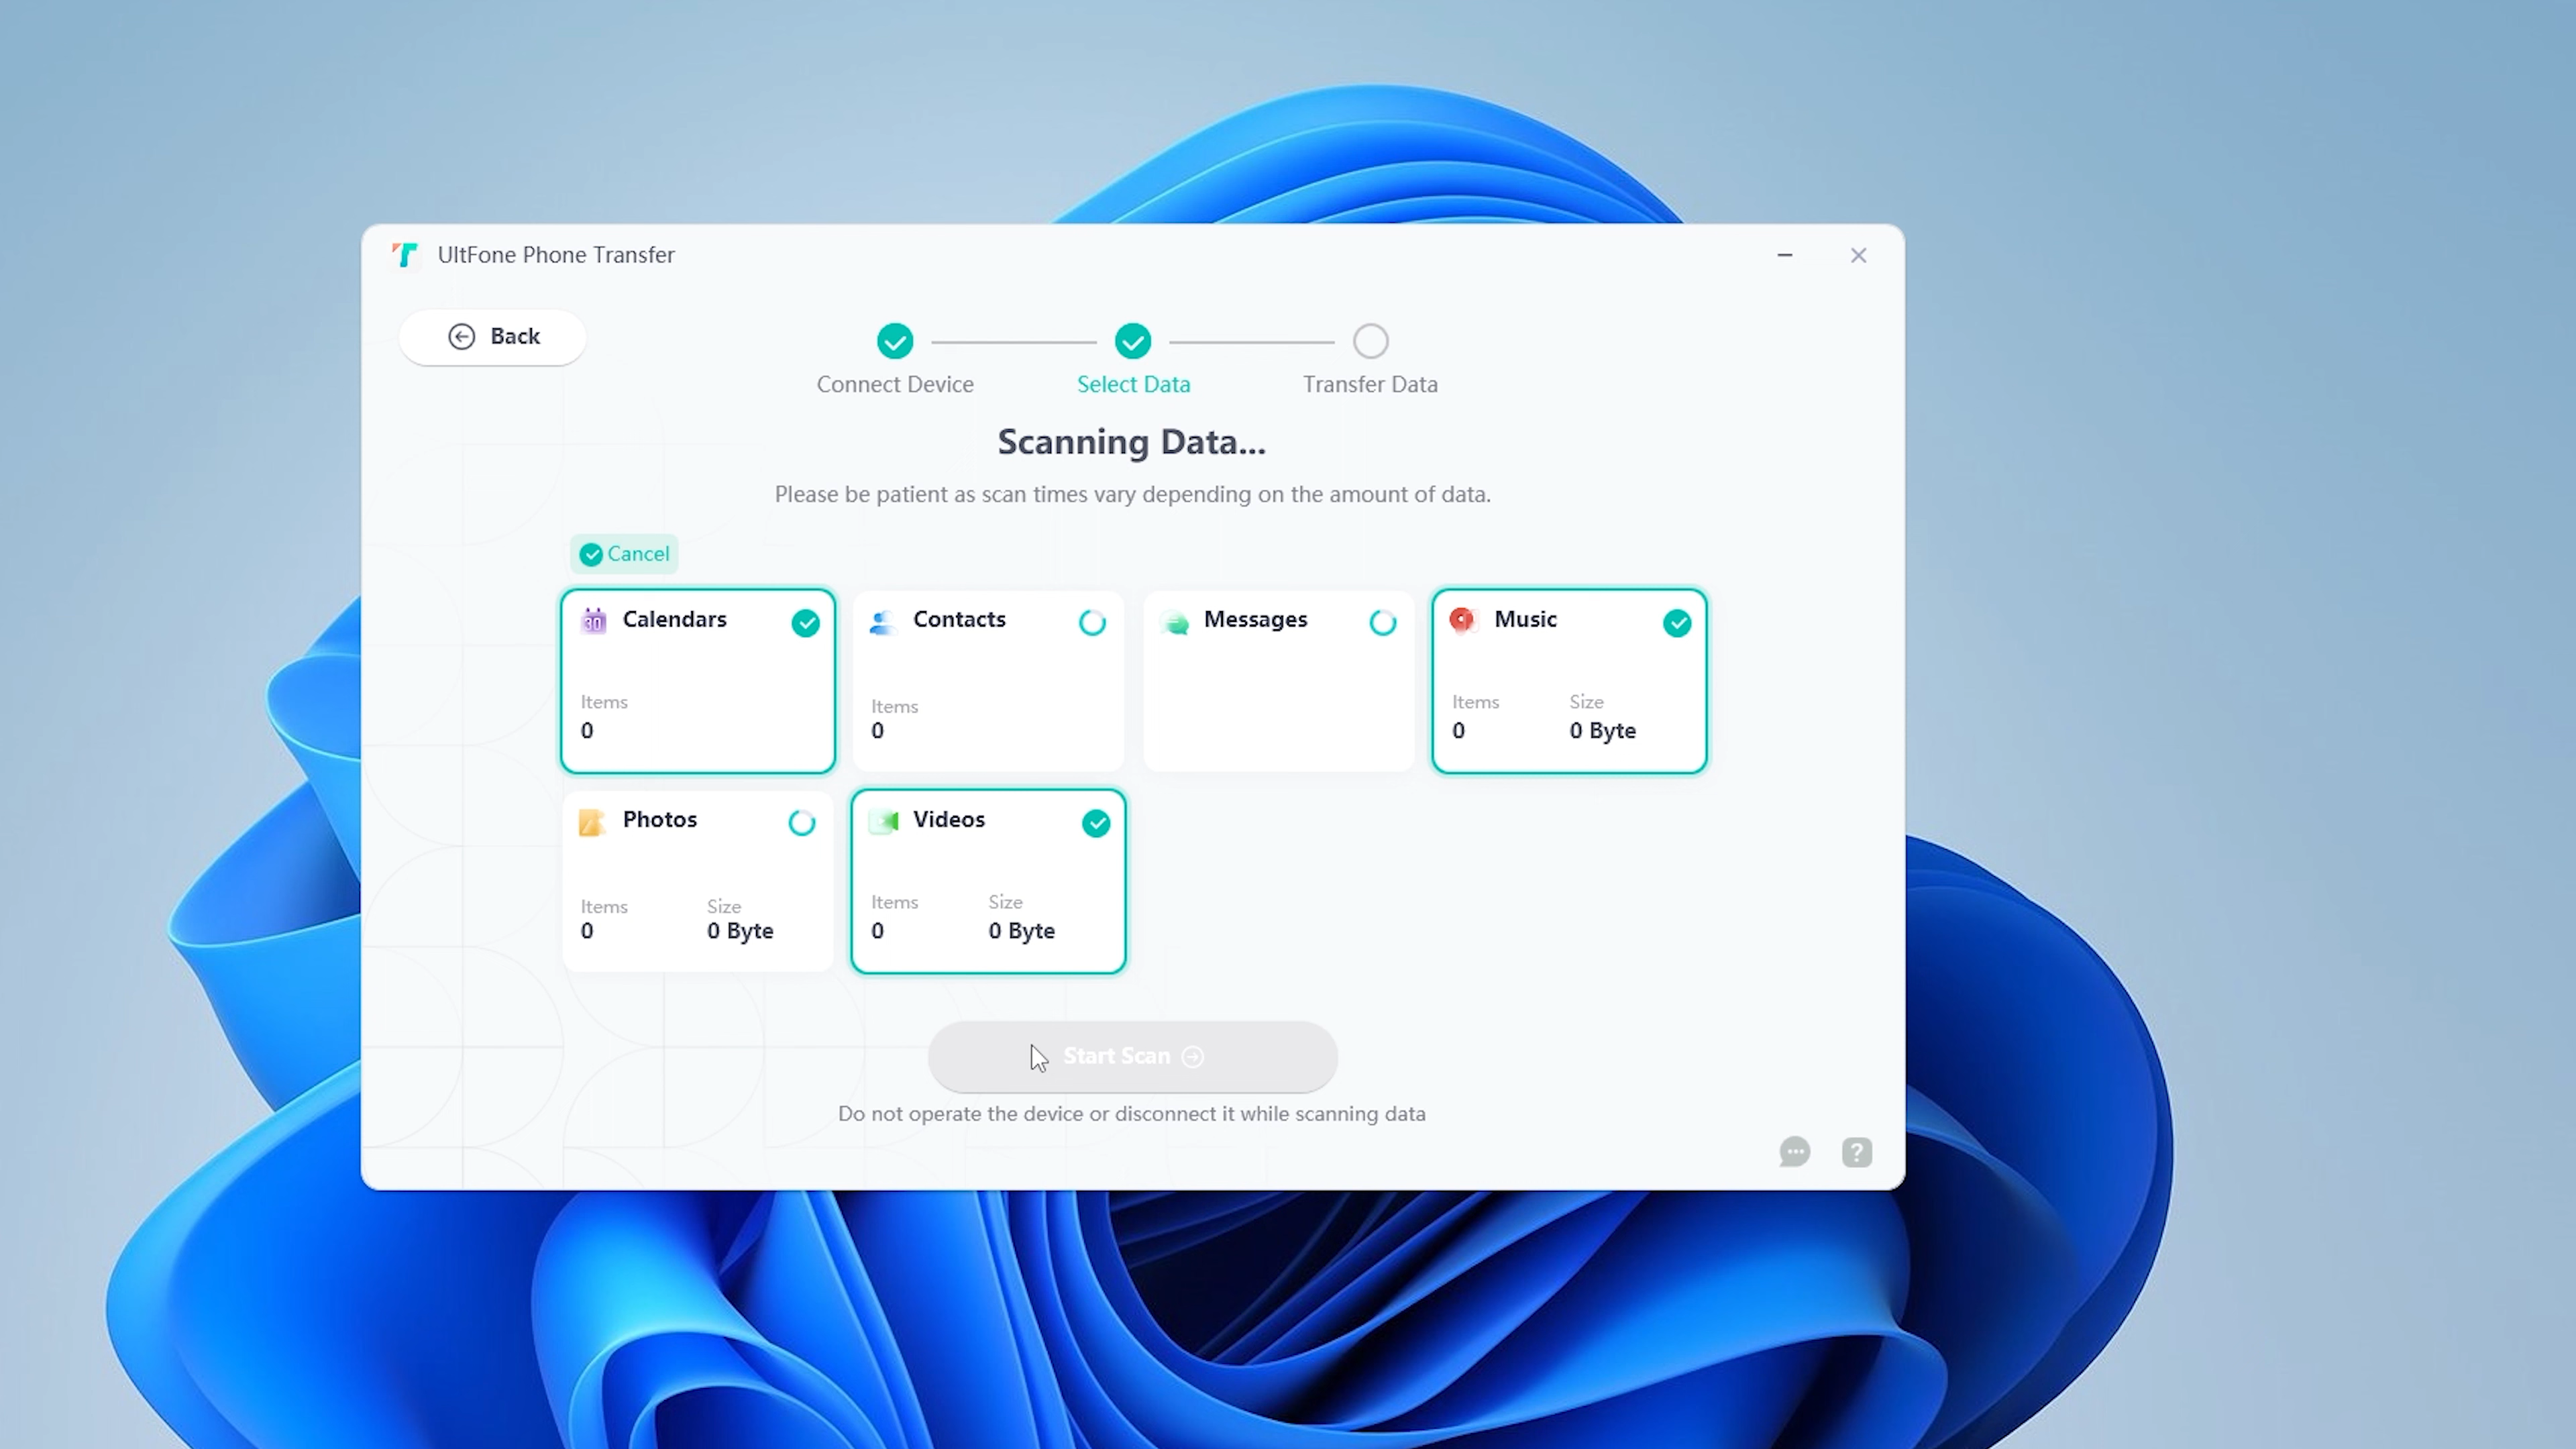 UltFone Phone Transfer
Back
Connect Device
Select Data
Transfer Data
Scanning Data...
Please be patient as scan times vary depending on the amount of data.
Cancel
30
Calendars
Contacts
Messages
Music
Items
Items
Items
Size
0
0
0
0 Byte
Photos
Videos
Items
Size
Items
Size
0
0 Byte
0
0 Byte
Start Scan
Do not operate the device or disconnect it while scanning data
?